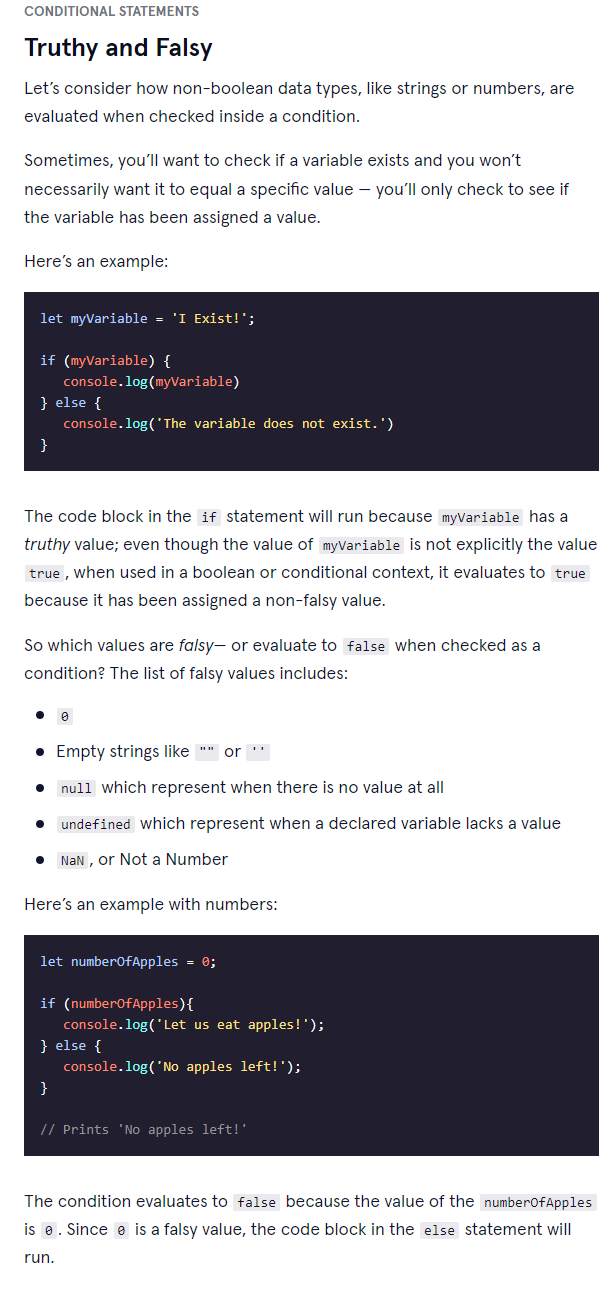 CONDITIONAL STATEMENTS
Truthy and Falsy
Let’s consider how non-boolean data types, like strings or numbers, are
evaluated when checked inside a condition.
Sometimes, you’ll want to check if a variable exists and you won’t
necessarily want it to equal a specific value — you’ll only check to see if
the variable has been assigned a value.
Here’s an example:
let myVariable = 'I Exist!';
if (myVariable) {
   console.log(myVariable)
} else {
   console.log('The variable does not exist.')
}
The code block in the if statement will run because myVariable has a
truthy value; even though the value of myVariable is not explicitly the value
true , when used in a boolean or conditional context, it evaluates to true
because it has been assigned a non-falsy value.
So which values are falsy— or evaluate to false when checked as a
condition? The list of falsy values includes:
● 0
● Empty strings like "" or ''
● null which represent when there is no value at all
● undefined which represent when a declared variable lacks a value
● NaN , or Not a Number
Here’s an example with numbers:
let numberOfApples = 0;
if (numberOfApples){
   console.log('Let us eat apples!');
} else {
   console.log('No apples left!');
}
// Prints 'No apples left!'
The condition evaluates to false because the value of the numberOfApples
is 0 . Since 0 is a falsy value, the code block in the else statement will
run.